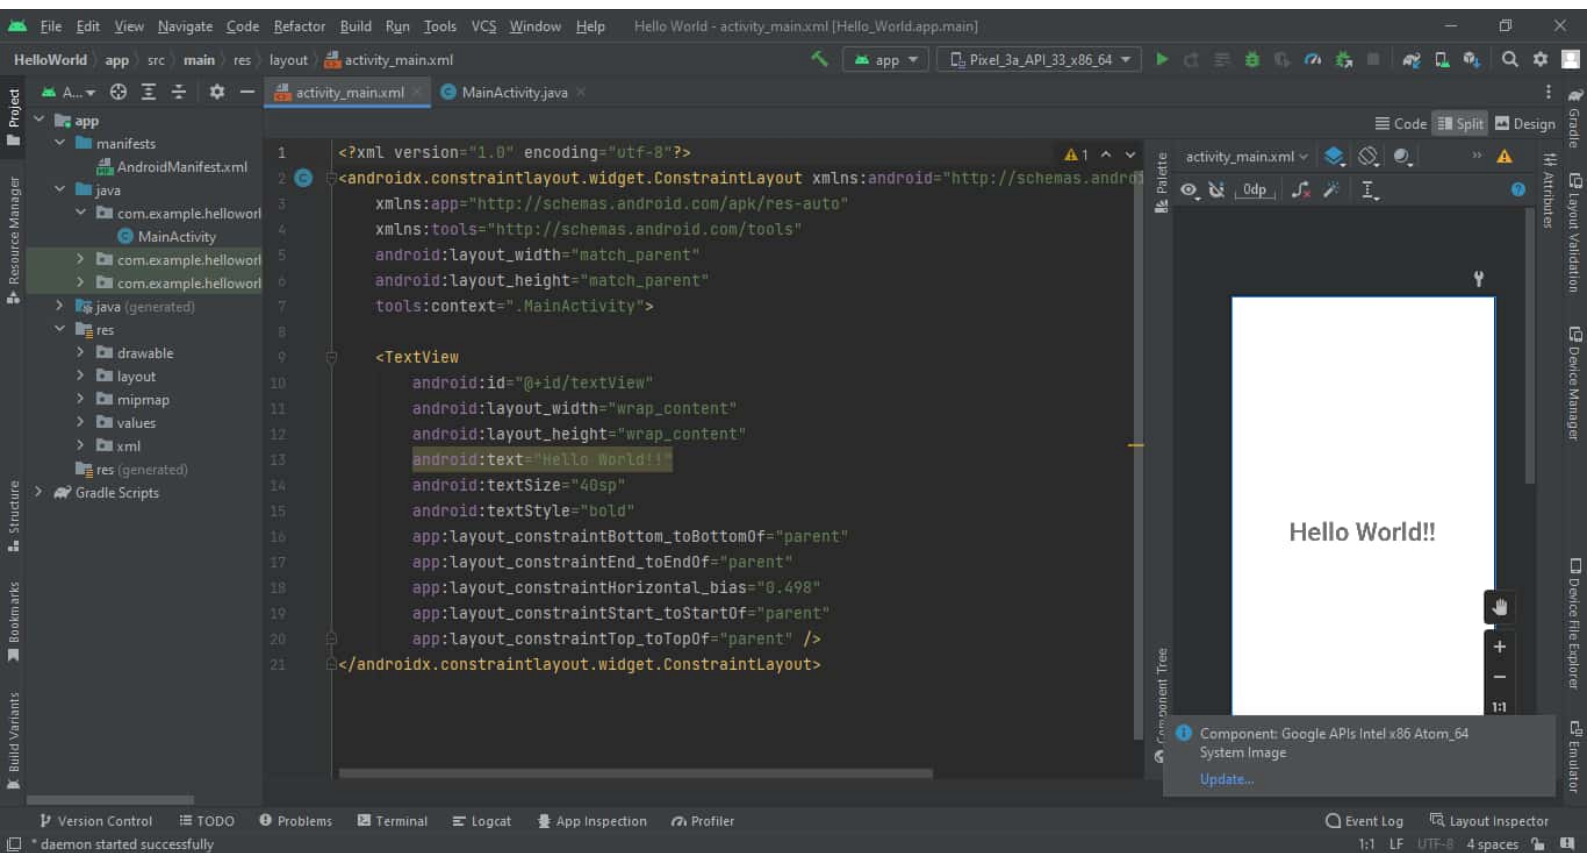 File Edit View Navigate Code Refactor Build Run Tools VCS Window Help Hello World - activity_main.xml [Hello_World.app.main]
HelloWorld app src main res layout activity_main.xml app Pixel_3a_API_33_x86_64
A... activity_main.xml MainActivity.java
Code Split Design
Project
Resource Manager
Structure
Bookmarks
Build Variants
app
manifests
AndroidManifest.xml
java
com.example.helloworl
MainActivity
com.example.helloworl
com.example.helloworl
java (generated)
res
drawable
layout
mipmap
values
xml
res (generated)
Gradle Scripts
1 <?xml version="1.0" encoding="utf-8"?>
2 <androidx.constraintlayout.widget.ConstraintLayout xmlns:android="http://schemas.androi
3 xmlns:app="http://schemas.android.com/apk/res-auto"
4 xmlns:tools="http://schemas.android.com/tools"
5 android:layout_width="match_parent"
6 android:layout_height="match_parent"
7 tools:context=".MainActivity">
8
9 <TextView
10 android:id="@+id/textView"
11 android:layout_width="wrap_content"
12 android:layout_height="wrap_content"
13 android:text="Hello World!!"
14 android:textSize="40sp"
15 android:textStyle="bold"
16 app:layout_constraintBottom_toBottomOf="parent"
17 app:layout_constraintEnd_toEndOf="parent"
18 app:layout_constraintHorizontal_bias="0.498"
19 app:layout_constraintStart_toStartOf="parent"
20 app:layout_constraintTop_toTopOf="parent" />
21 </androidx.constraintlayout.widget.ConstraintLayout>
1
Palette
Component Tree
activity_main.xml
0dp
Hello World!!
1:1
Component: Google APIs Intel x86 Atom_64
System Image
Update...
Attributes
Gradle
Layout Validation
Device Manager
Device File Explorer
Emulator
Version Control TODO Problems Terminal Logcat App Inspection Profiler Event Log Layout Inspector
* daemon started successfully 1:1 LF UTF-8 4 spaces